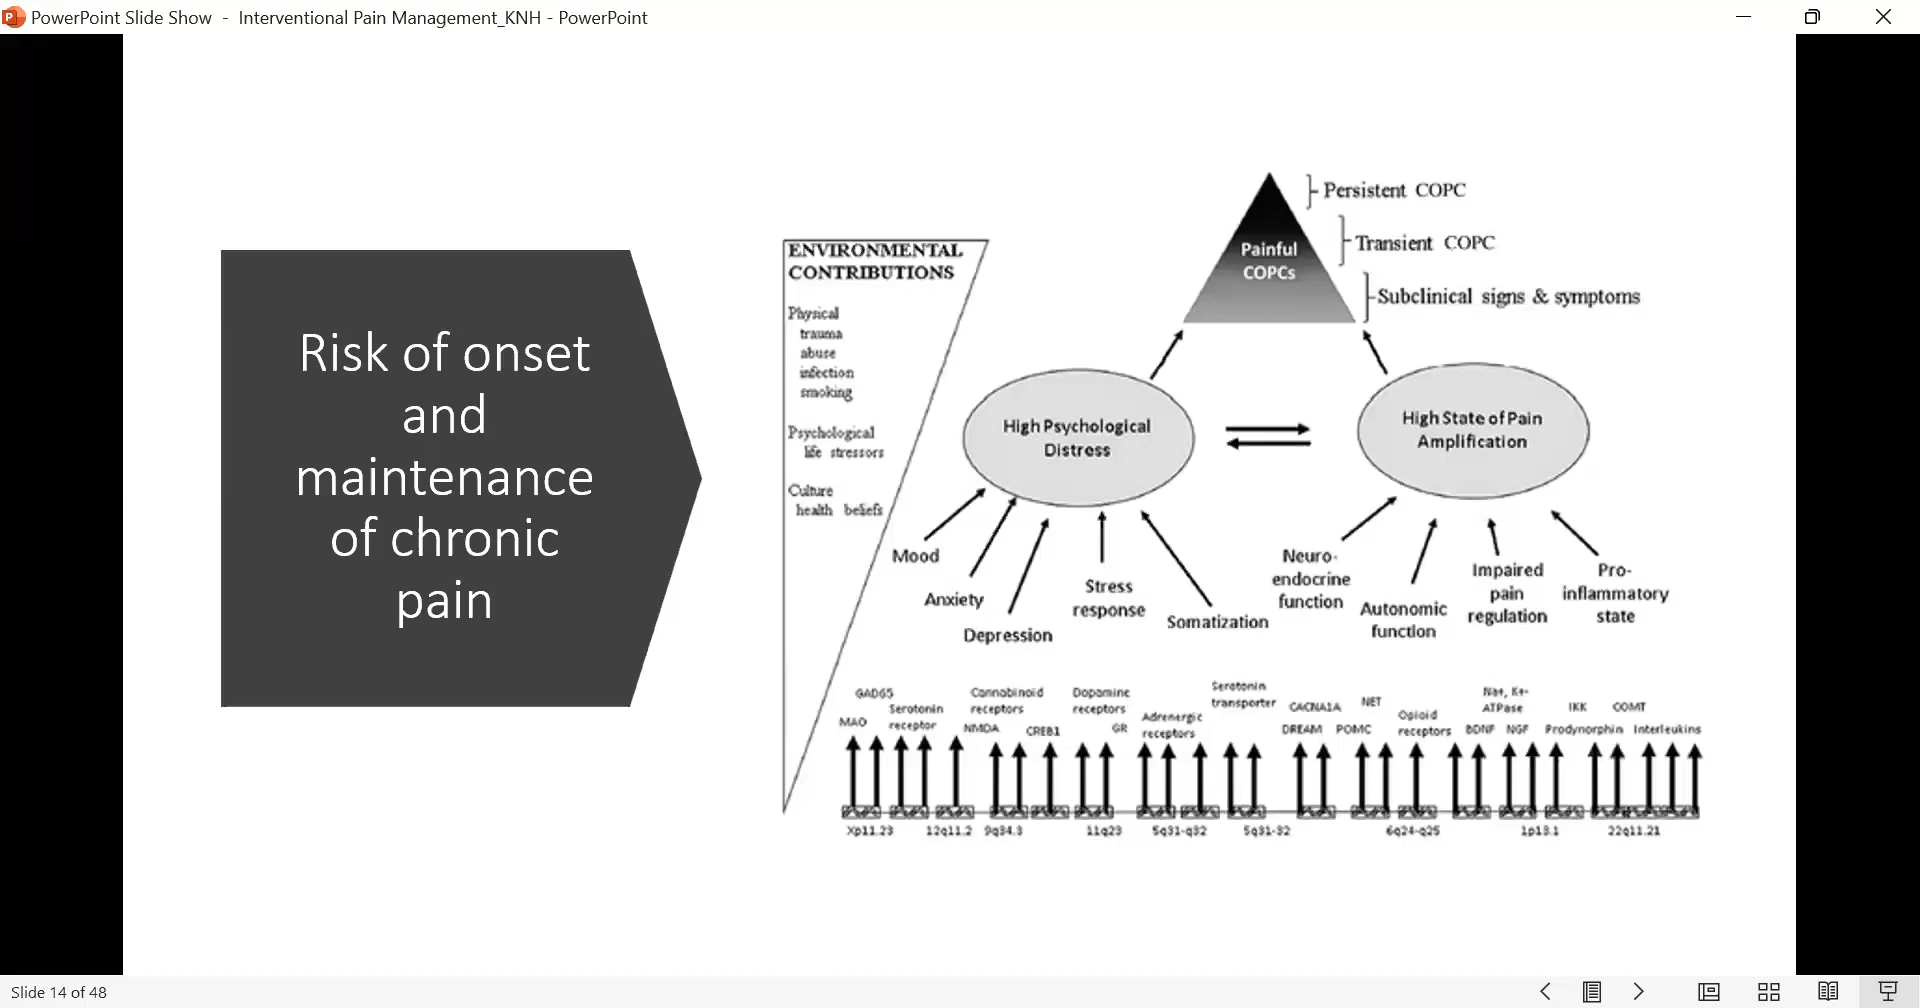 PowerPoint Slide Show - Interventional Pain Management_KNH - PowerPoint
Risk of onset
and
maintenance
of chronic
pain
ENVIRONMENTAL
CONTRIBUTIONS
Physical
trauma
abuse
infection
smoking
Psychological
life stressors
Culture
health beliefs
Painful
COPCs
Persistent COPC
Transient COPC
Subclinical signs & symptoms
High Psychological
Distress
High State of Pain
Amplification
Mood
Anxiety
Depression
Stress
response
Somatization
Neuro-
endocrine
function
Autonomic
function
Impaired
pain
regulation
Pro-
inflammatory
state
MAO
GAD65
Serotonin
receptor
Cannabinoid
receptors
NMDA
CREB1
Dopamine
receptors
GR
Adrenergic
receptors
Serotonin
transporter
CACNA1A
DREAM
NET
POMC
Opioid
receptors
Na+, K+-
ATPase
BDNF
NGF
IKK
Prodynorphin
COMT
Interleukins
Xp11.23
12q11.2
9q34.3
11q23
5q31-q32
5q31-32
6q24-q25
1p13.1
22q11.21
Slide 14 of 48